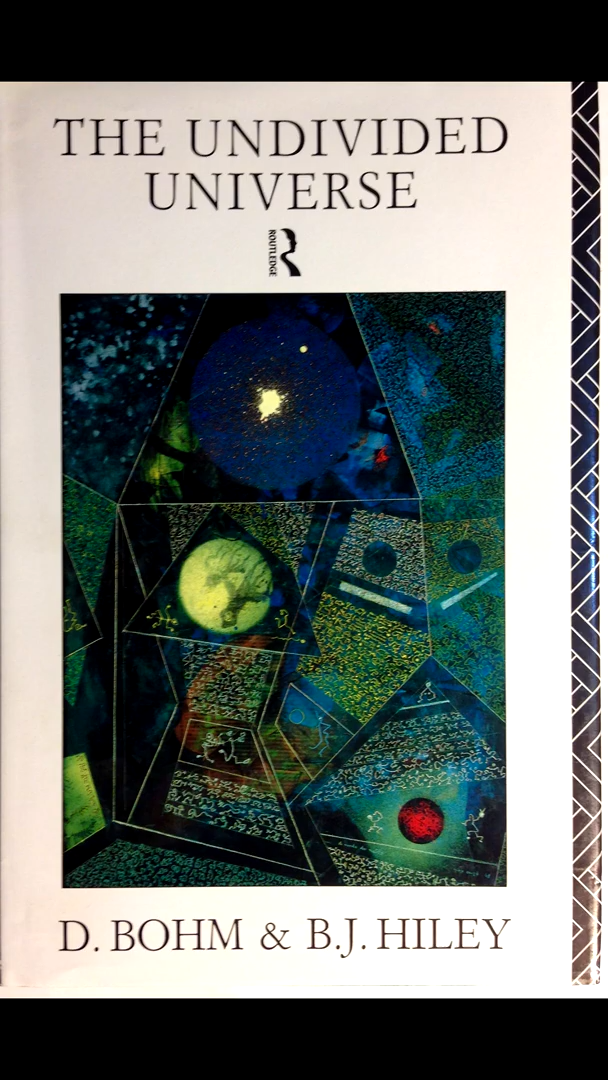 THE UNDIVIDED
UNIVERSE
ROUTLEDGE
D. BOHM & B.J. HILEY